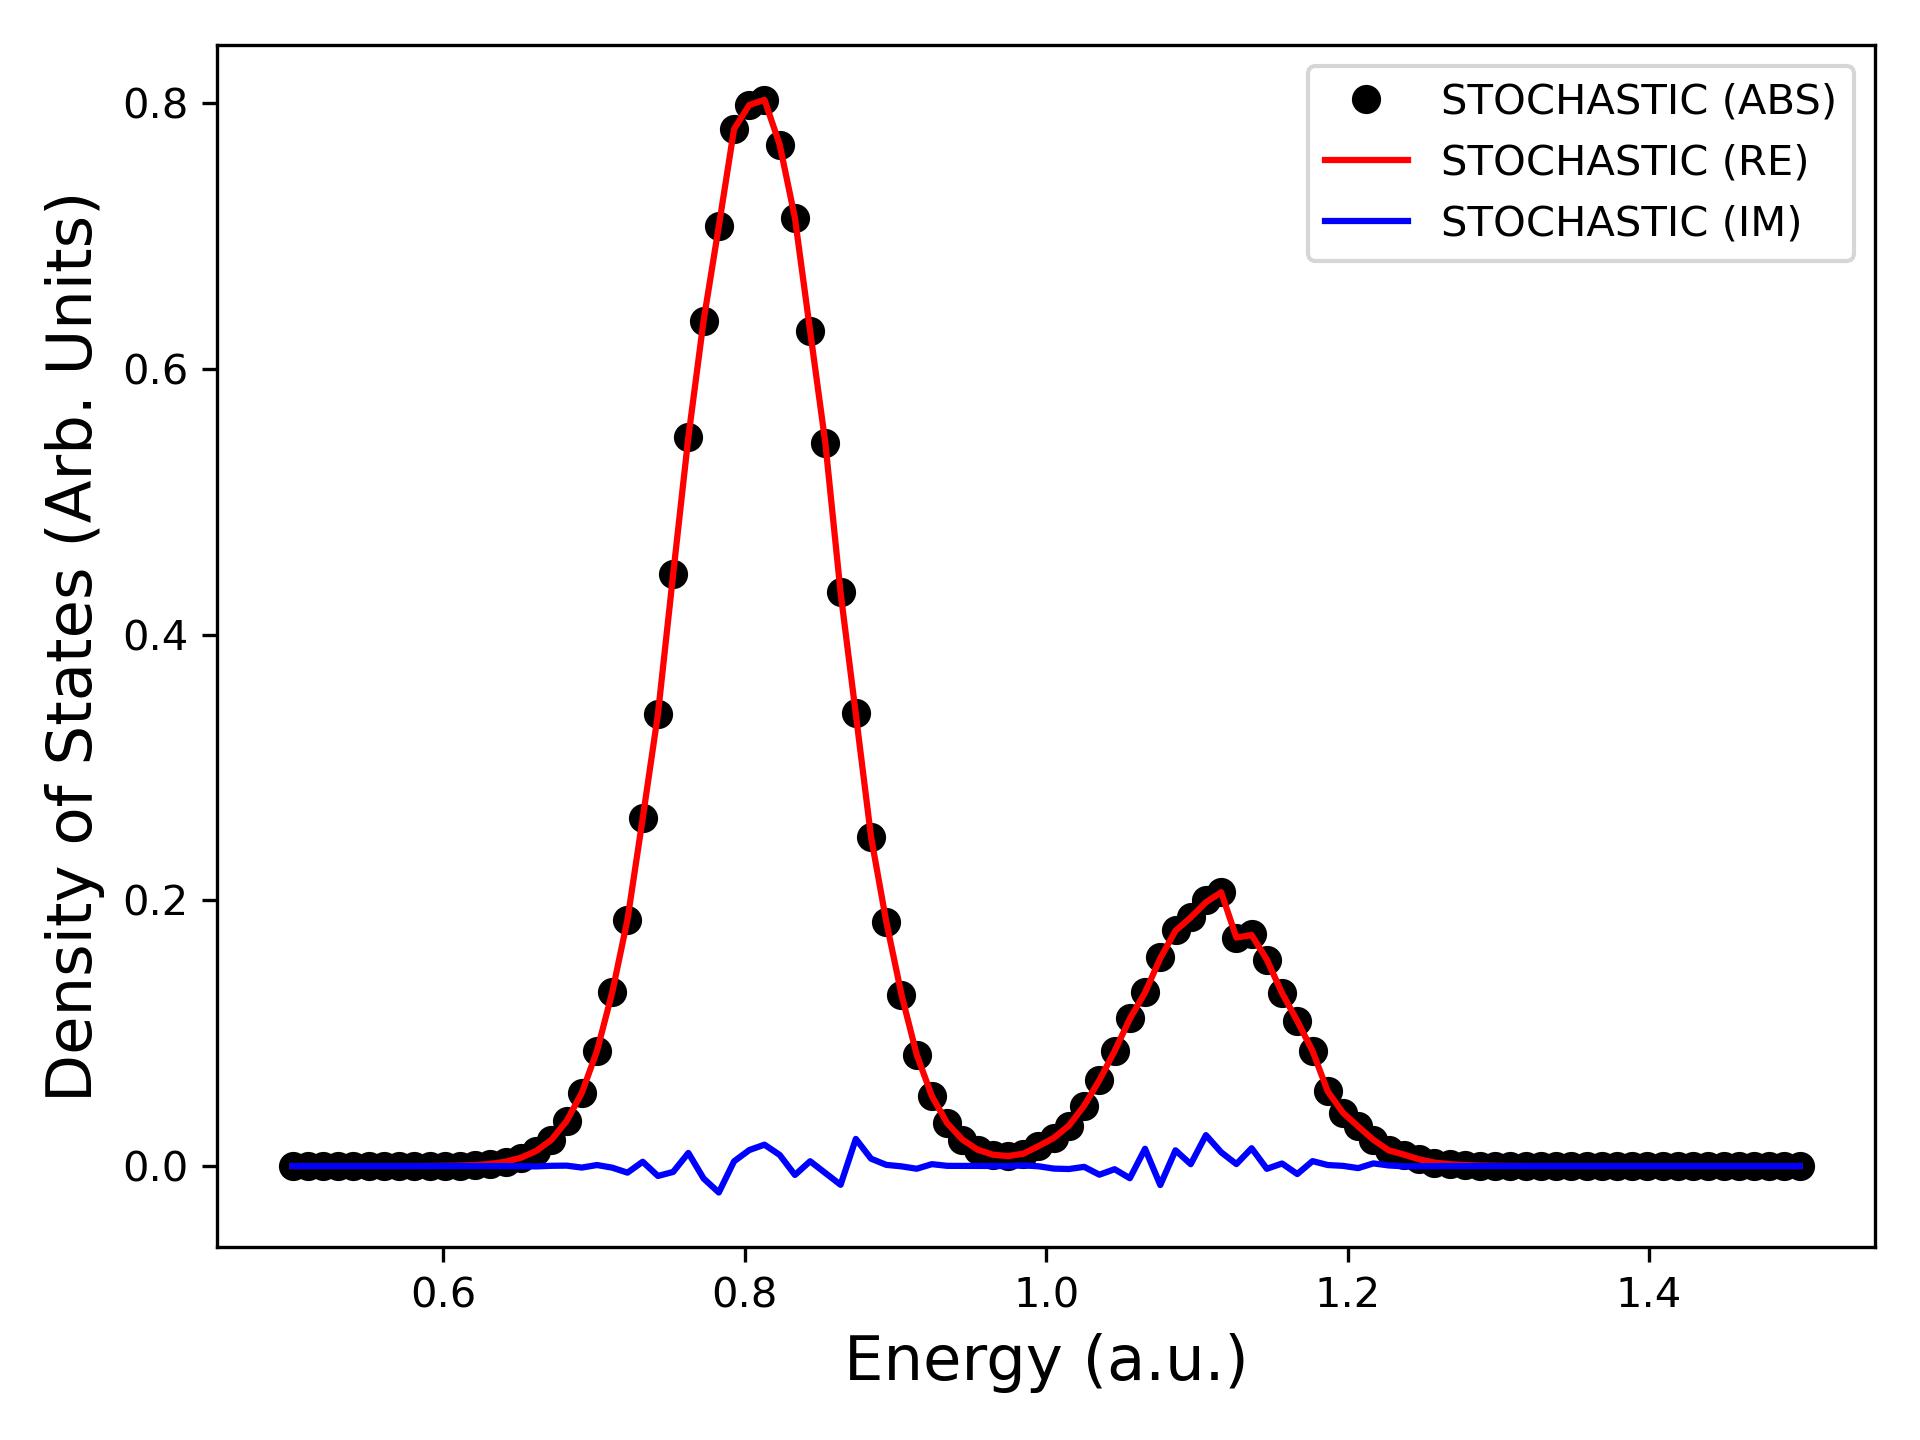 STOCHASTIC (ABS)
STOCHASTIC (RE)
STOCHASTIC (IM)
Density of States (Arb. Units)
0.8
0.6
0.4
0.2
0.0
0.6 0.8 1.0 1.2 1.4
Energy (a.u.)